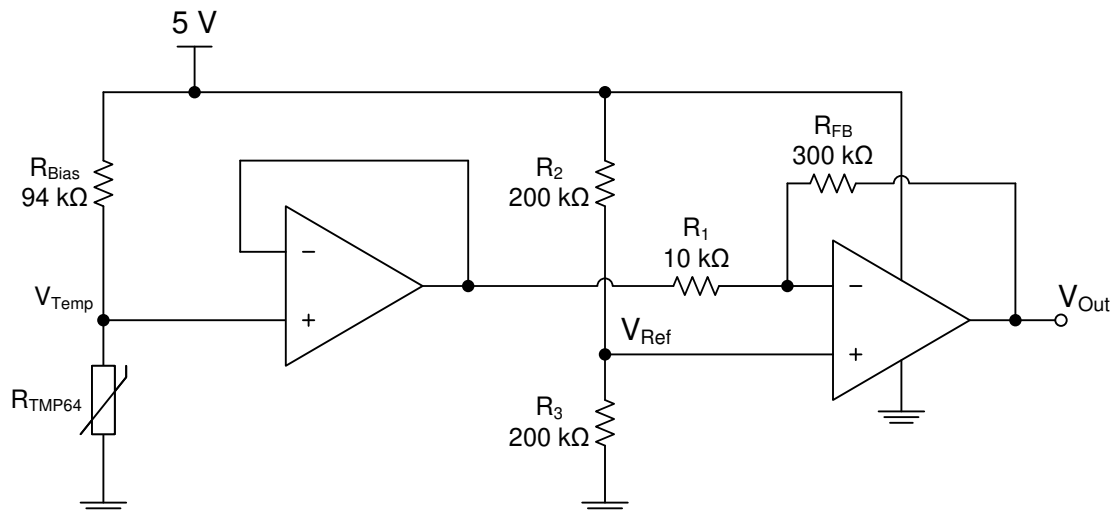 5 V
RBias
94 kΩ
VTemp
RTMP64
−
+
R2
200 kΩ
R1
10 kΩ
VRef
R3
200 kΩ
RFB
300 kΩ
−
+
VOut